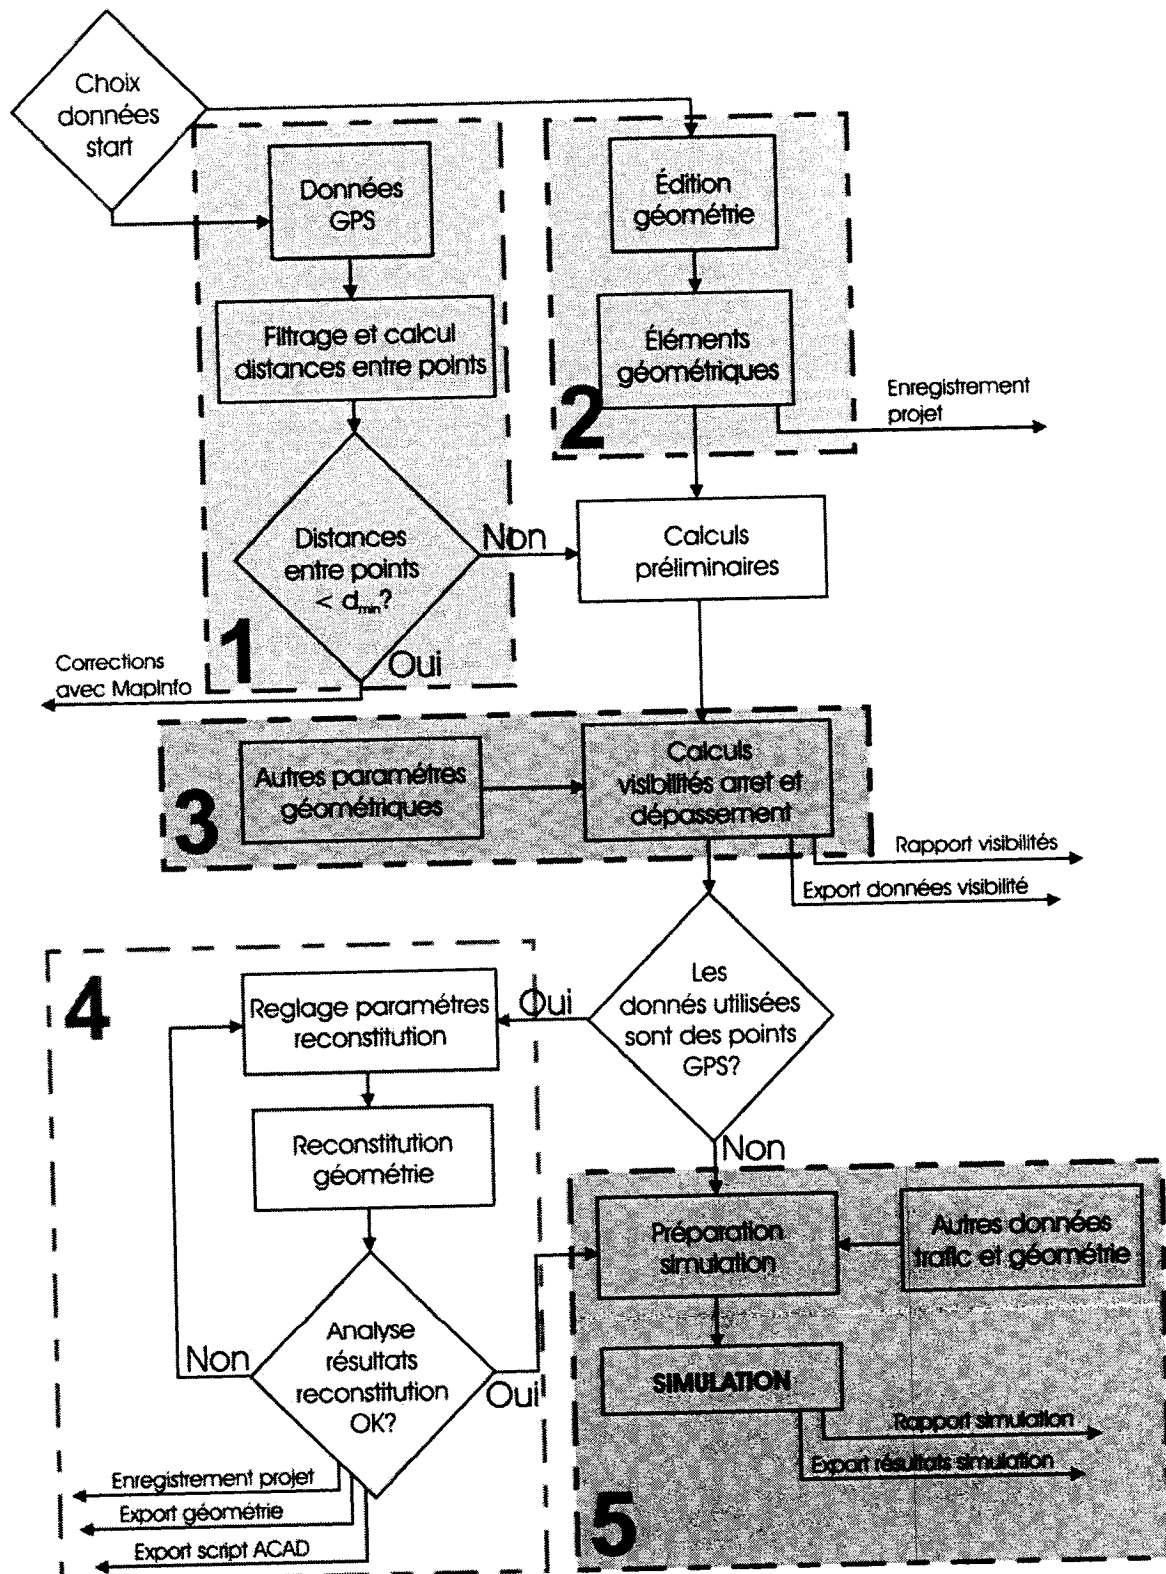 Choix
données
start
Données
GPS
Filtrage et calcul
distances entre points
Distances
entre points
< dmin?
Non
Oui
1
Corrections
avec MapInfo
Édition
géométrie
Éléments
géométriques
2
Enregistrement
projet
Calculs
préliminaires
3
Autres paramétres
géométriques
Calculs
visibilités arret et
dépassement
Rapport visibilités
Export données visibilité
Les
donnés utilisées
sont des points
GPS?
Oui
Non
4
Reglage paramétres
reconstitution
Reconstitution
géométrie
Analyse
résultats
reconstitution
OK?
Non
Oui
Enregistrement projet
Export géométrie
Export script ACAD
Préparation
simulation
Autres données
trafic et géométrie
SIMULATION
Rapport simulation
Export résultats simulation
5